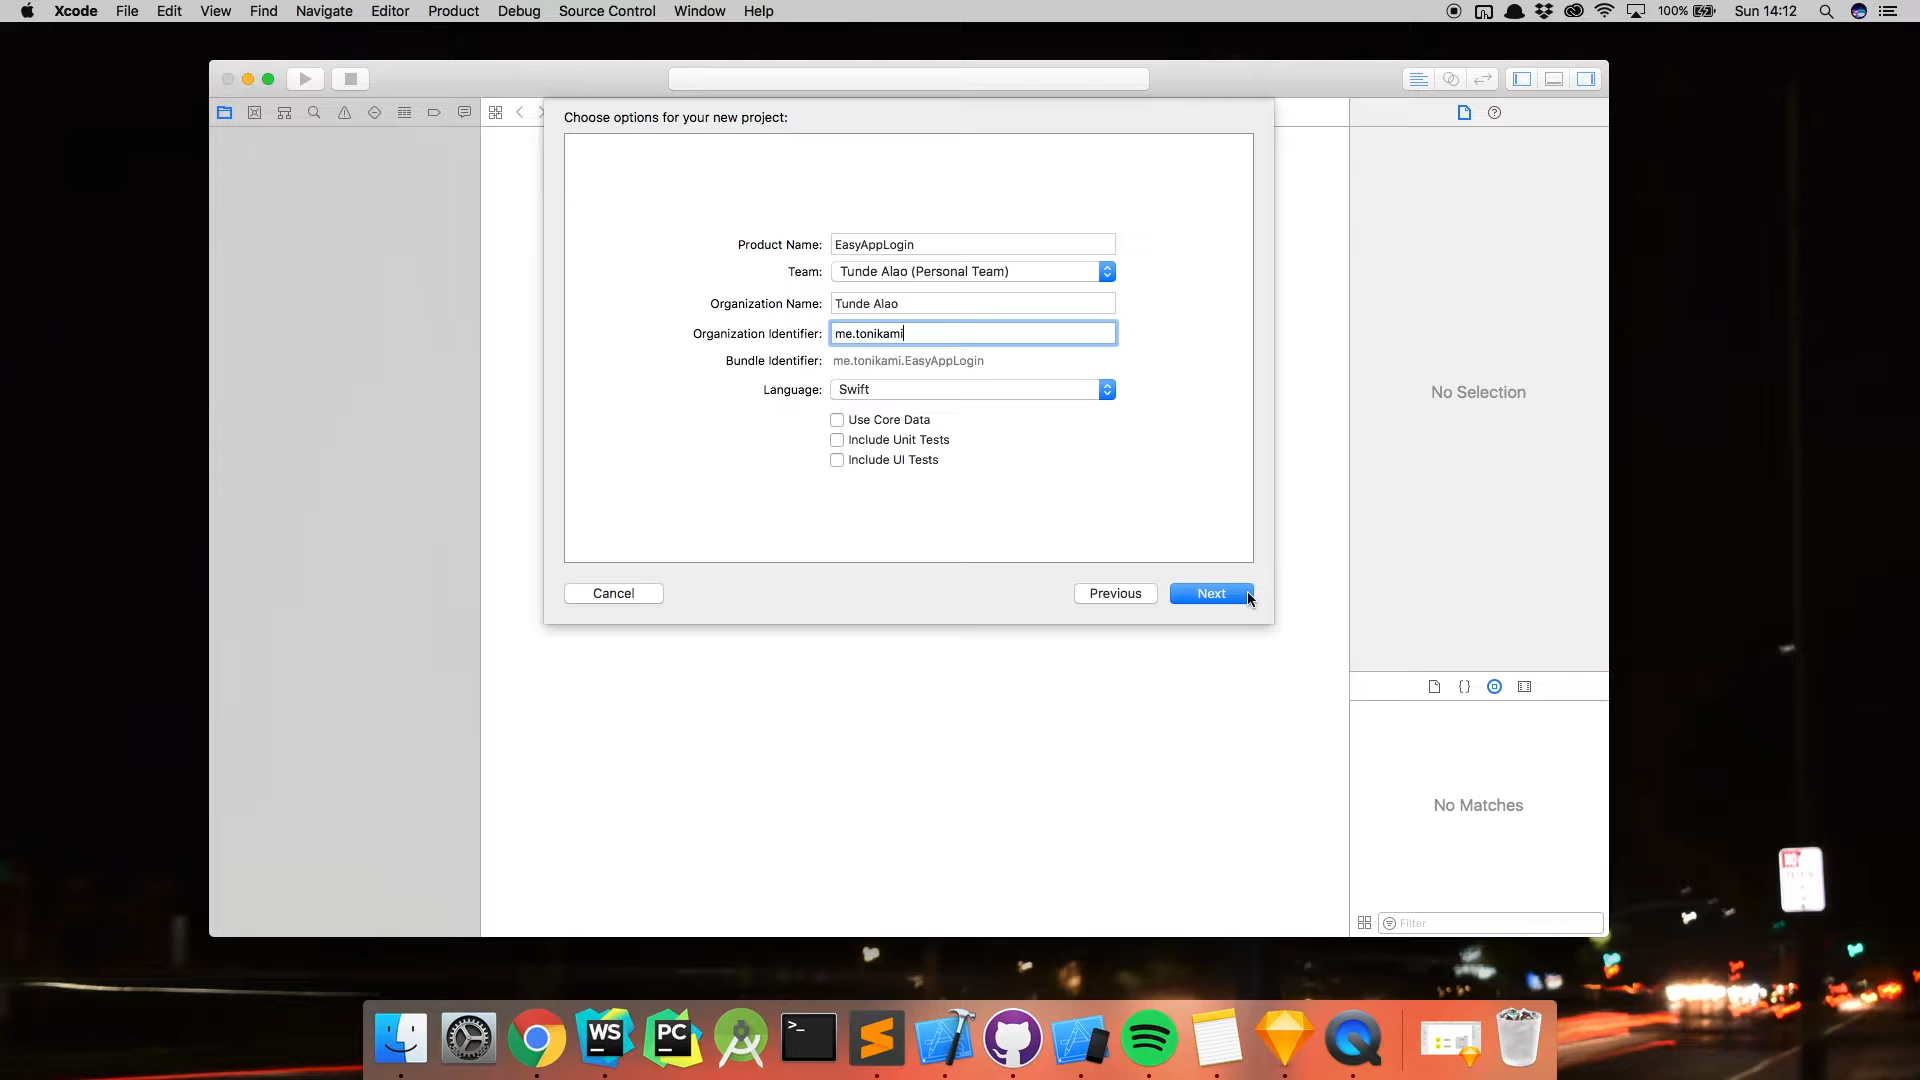 Xcode File Edit View Find Navigate Editor Product Debug Source Control Window Help 100% Sun 14:12
Choose options for your new project:
Product Name: EasyAppLogin
Team: Tunde Alao (Personal Team)
Organization Name: Tunde Alao
Organization Identifier: me.tonikami
Bundle Identifier: me.tonikami.EasyAppLogin
Language: Swift
Use Core Data
Include Unit Tests
Include UI Tests
Cancel Previous Next
No Selection
{}
No Matches
Filter
WS PC >_